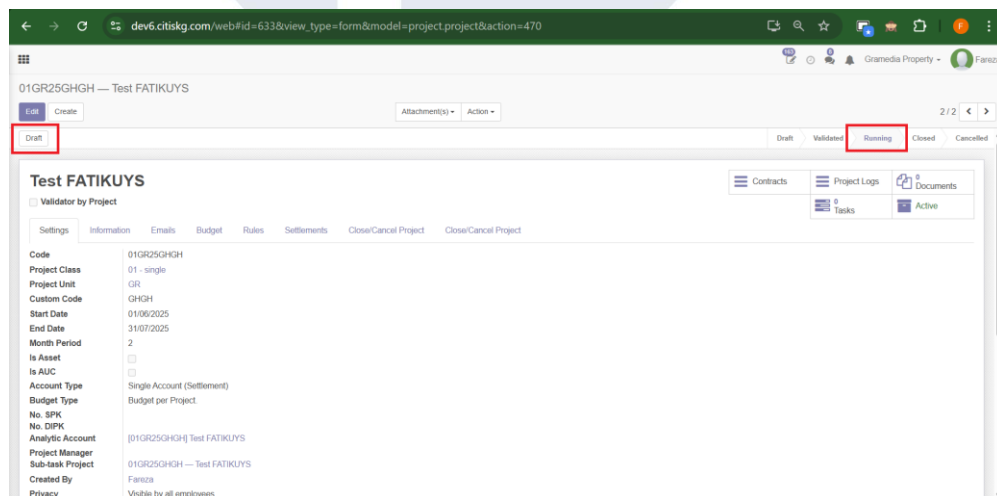 dev6.citiskg.com/web#id=633&view_type=form&model=project.project&action=470
F
Gramedia Property
Fareza
01GR25GHGH — Test FATIKUYS
Edit Create Attachment(s) Action 2/2
Draft Draft Validated Running Closed Cancelled
Test FATIKUYS
Contracts Project Logs 0 Documents
Validator by Project
0 Tasks Active
Settings Information Emails Budget Rules Settlements Close/Cancel Project Close/Cancel Project
Code 01GR25GHGH
Project Class 01 - single
Project Unit GR
Custom Code GHGH
Start Date 01/06/2025
End Date 31/07/2025
Month Period 2
Is Asset
Is AUC
Account Type Single Account (Settlement)
Budget Type Budget per Project
No. SPK
No. DIPK
Analytic Account [01GR25GHGH] Test FATIKUYS
Project Manager
Sub-task Project 01GR25GHGH — Test FATIKUYS
Created By Fareza
Privacy Visible by all employees